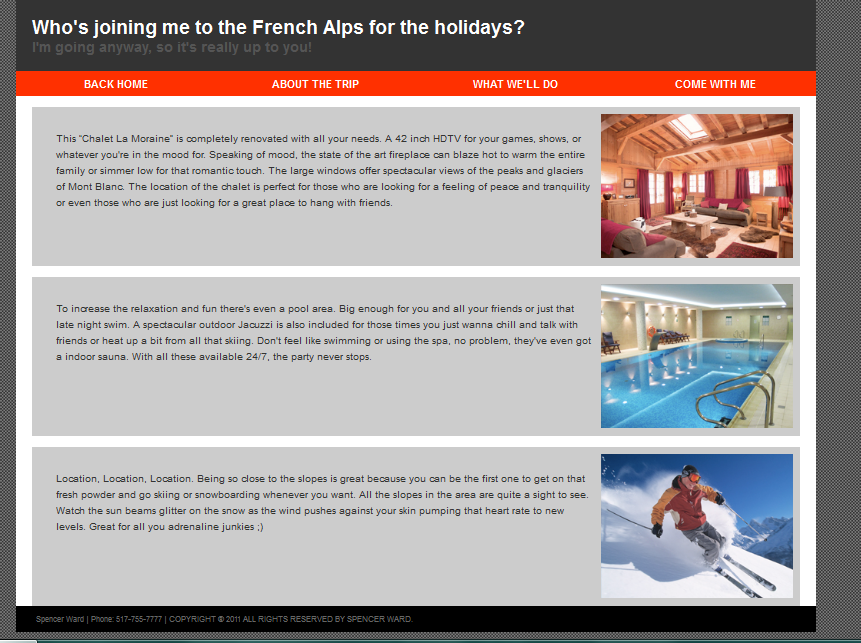 Who's joining me to the French Alps for the holidays?
I'm going anyway, so it's really up to you!
BACK HOME ABOUT THE TRIP WHAT WE'LL DO COME WITH ME
This "Chalet La Moraine" is completely renovated with all your needs. A 42 inch HDTV for your games, shows, or
whatever you're in the mood for. Speaking of mood, the state of the art fireplace can blaze hot to warm the entire
family or simmer low for that romantic touch. The large windows offer spectacular views of the peaks and glaciers
of Mont Blanc. The location of the chalet is perfect for those who are looking for a feeling of peace and tranquility
or even those who are just looking for a great place to hang with friends.
To increase the relaxation and fun there's even a pool area. Big enough for you and all your friends or just that
late night swim. A spectacular outdoor Jacuzzi is also included for those times you just wanna chill and talk with
friends or heat up a bit from all that skiing. Don't feel like swimming or using the spa, no problem, they've even got
a indoor sauna. With all these available 24/7, the party never stops.
Location, Location, Location. Being so close to the slopes is great because you can be the first one to get on that
fresh powder and go skiing or snowboarding whenever you want. All the slopes in the area are quite a sight to see.
Watch the sun beams glitter on the snow as the wind pushes against your skin pumping that heart rate to new
levels. Great for all you adrenaline junkies ;)
Spencer Ward | Phone: 517-755-7777 | COPYRIGHT © 2011 ALL RIGHTS RESERVED BY SPENCER WARD.